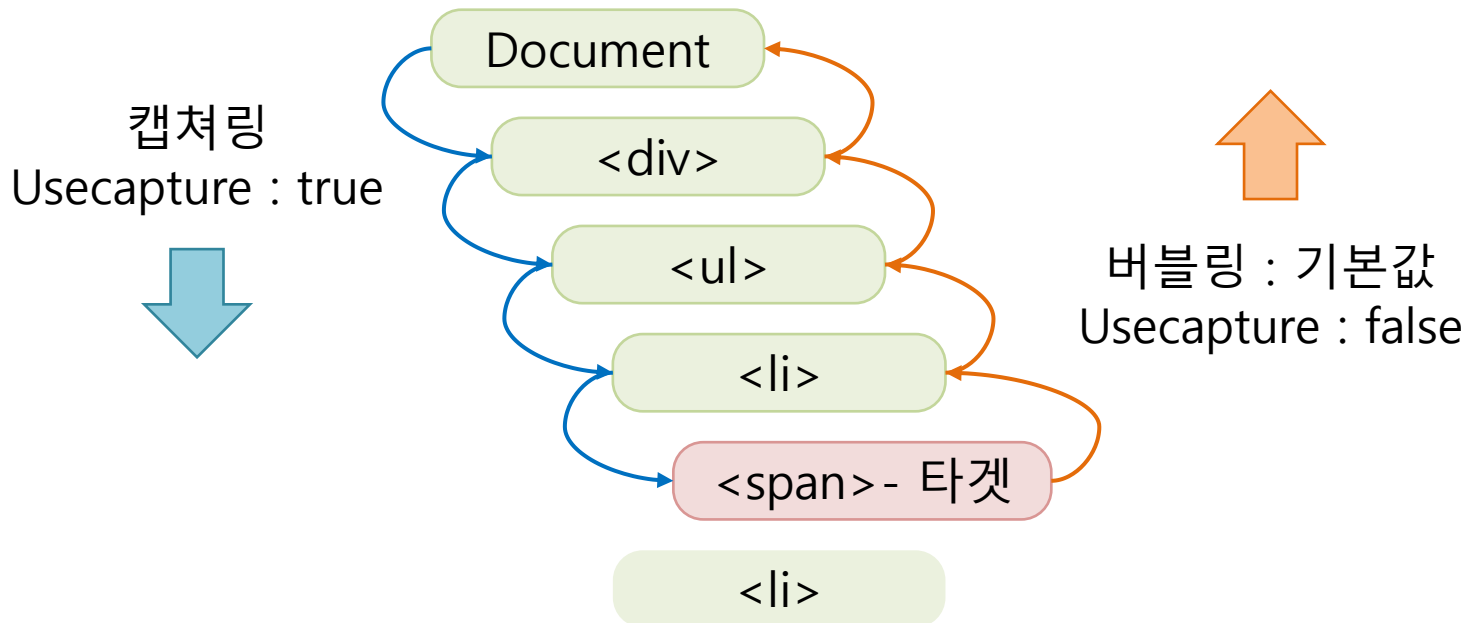 Document
캡쳐링
Usecapture : true
<div>
<ul>
버블링 : 기본값
Usecapture : false
<li>
<span>- 타겟
<li>